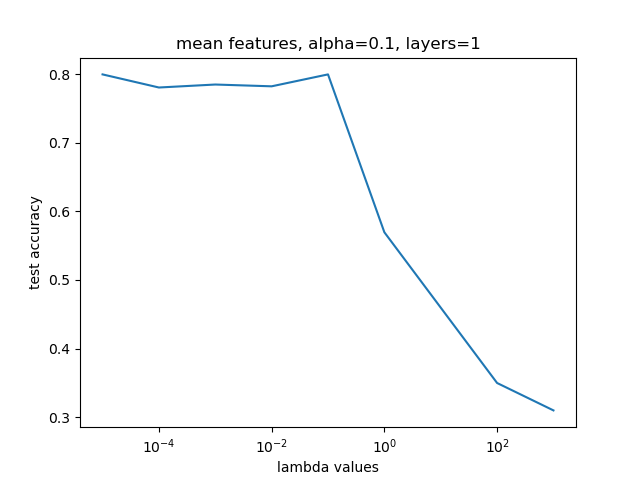 mean features, alpha=0.1, layers=1
0.8
0.7
0.6
0.5
0.4
0.3
test accuracy
10⁻⁴ 10⁻² 10⁰ 10²
lambda values